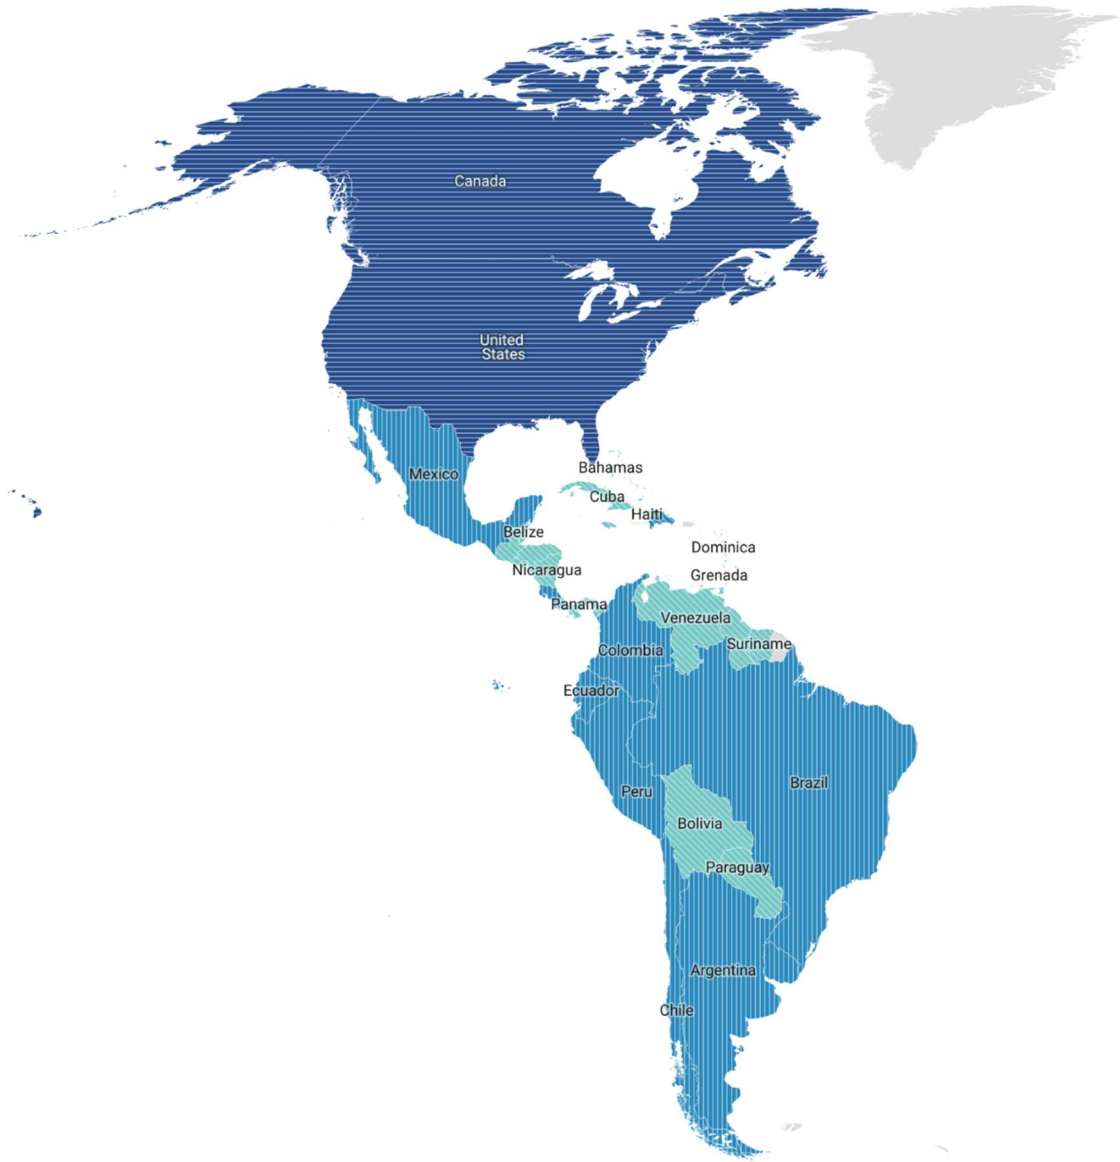 Canada
United
States
Mexico
Bahamas
Cuba
Haiti
Belize
Dominica
Nicaragua
Grenada
Panama
Venezuela
Suriname
Colombia
Ecuador
Brazil
Peru
Bolivia
Paraguay
Argentina
Chile